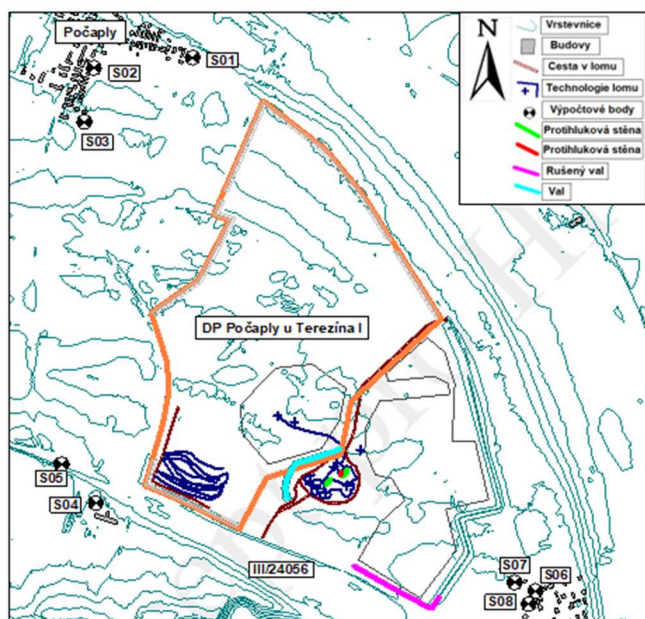 Počaply
S01
S02
S03
N
Vrstevnice
Budovy
Cesta v lomu
Technologie lomu
Výpočtové body
Protihluková stěna
Protihluková stěna
Rušený val
Val
DP Počaply u Terezína I
S05
S04
III/24056
S07
S06
S08